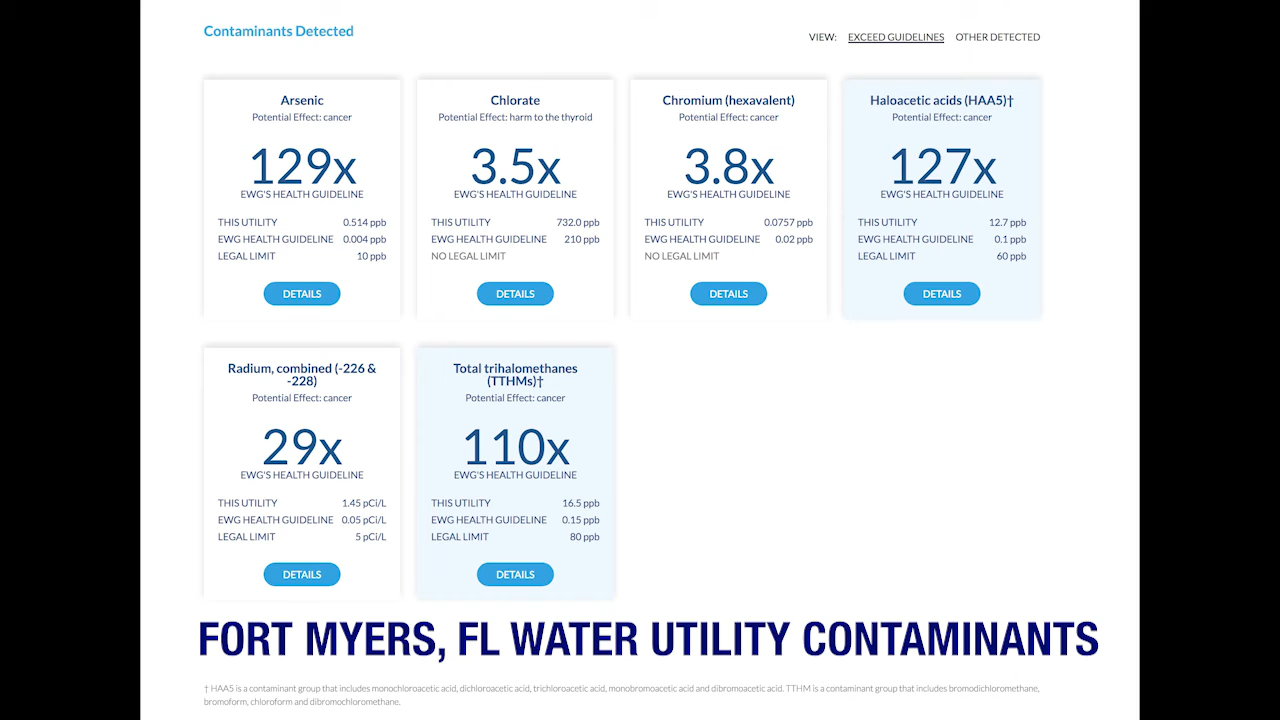 Contaminants Detected
VIEW: EXCEED GUIDELINES OTHER DETECTED
Arsenic
Potential Effect: cancer
129x
EWG'S HEALTH GUIDELINE
THIS UTILITY 0.514 ppb
EWG HEALTH GUIDELINE 0.004 ppb
LEGAL LIMIT 10 ppb
DETAILS
Chlorate
Potential Effect: harm to the thyroid
3.5x
EWG'S HEALTH GUIDELINE
THIS UTILITY 732.0 ppb
EWG HEALTH GUIDELINE 210 ppb
NO LEGAL LIMIT
DETAILS
Chromium (hexavalent)
Potential Effect: cancer
3.8x
EWG'S HEALTH GUIDELINE
THIS UTILITY 0.0757 ppb
EWG HEALTH GUIDELINE 0.02 ppb
NO LEGAL LIMIT
DETAILS
Haloacetic acids (HAA5)†
Potential Effect: cancer
127x
EWG'S HEALTH GUIDELINE
THIS UTILITY 12.7 ppb
EWG HEALTH GUIDELINE 0.1 ppb
LEGAL LIMIT 60 ppb
DETAILS
Radium, combined (-226 &
-228)
Potential Effect: cancer
29x
EWG'S HEALTH GUIDELINE
THIS UTILITY 1.45 pCi/L
EWG HEALTH GUIDELINE 0.05 pCi/L
LEGAL LIMIT 5 pCi/L
DETAILS
Total trihalomethanes
(TTHMs)†
Potential Effect: cancer
110x
EWG'S HEALTH GUIDELINE
THIS UTILITY 16.5 ppb
EWG HEALTH GUIDELINE 0.15 ppb
LEGAL LIMIT 80 ppb
DETAILS
FORT MYERS, FL WATER UTILITY CONTAMINANTS
† HAA5 is a contaminant group that includes monochloroacetic acid, dichloroacetic acid, trichloroacetic acid, monobromoacetic acid and dibromoacetic acid. TTHM is a contaminant group that includes bromodichloromethane,
bromoform, chloroform and dibromochloromethane.